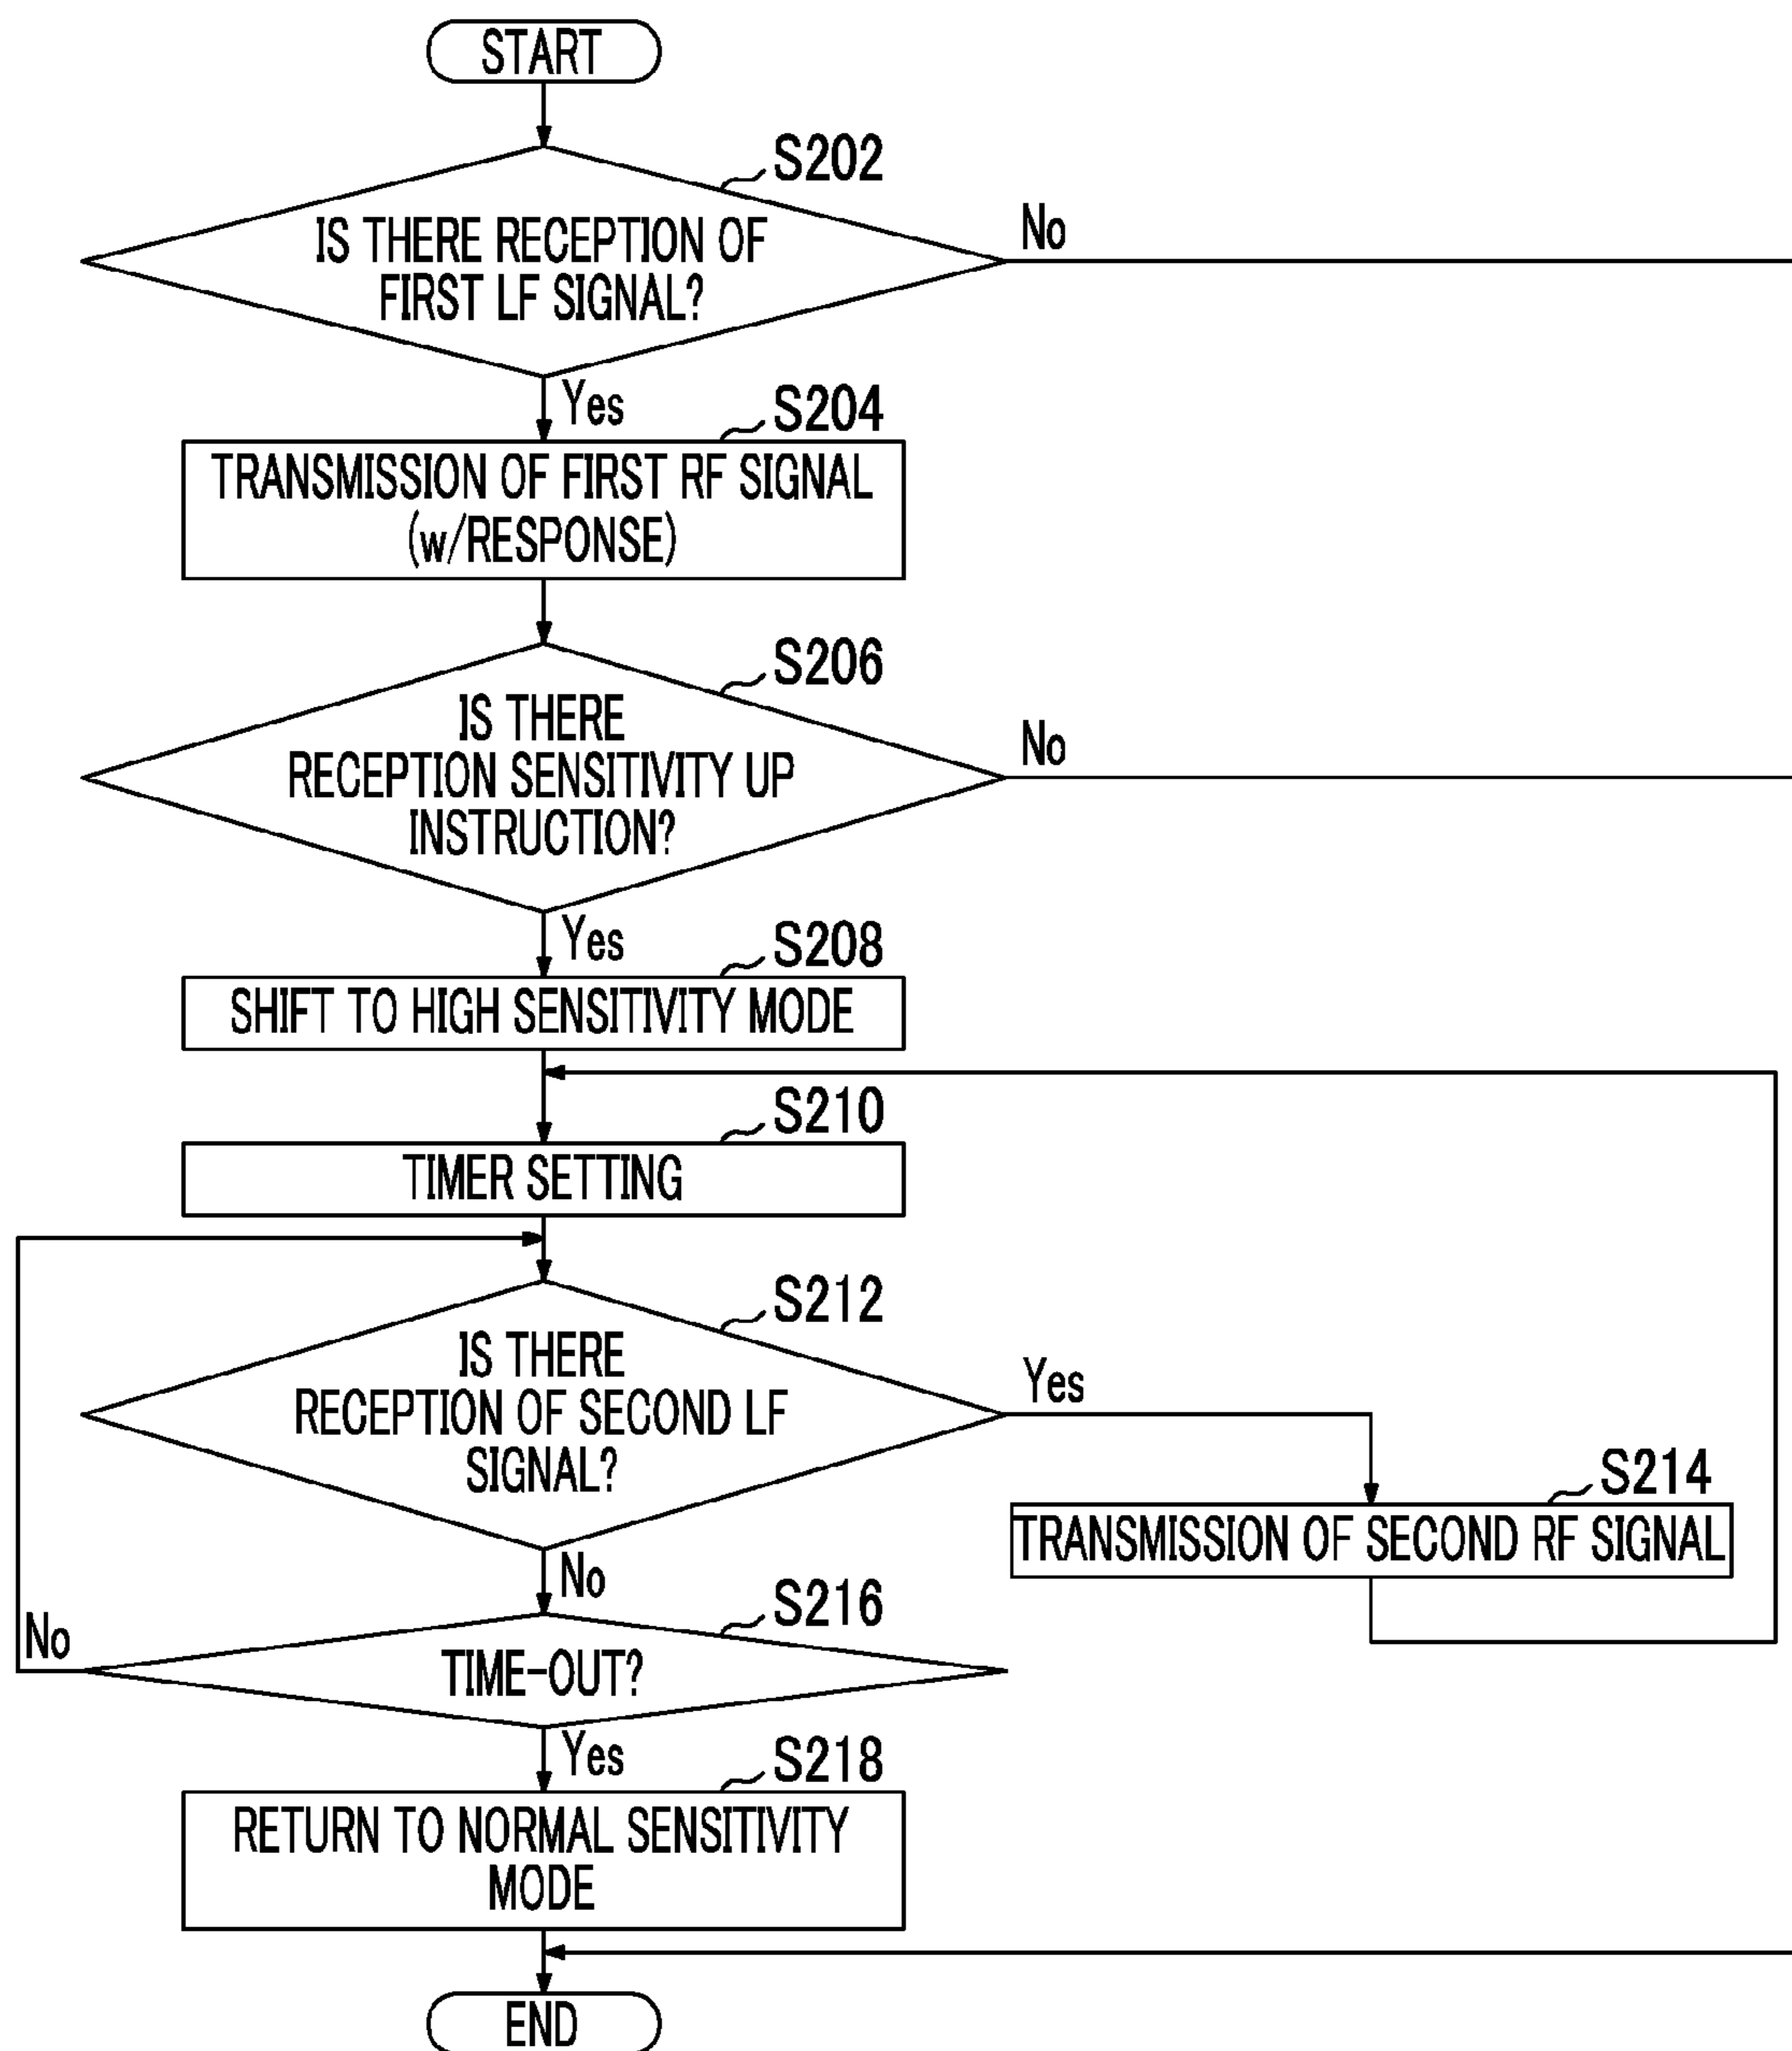 START
S202
IS THERE RECEPTION OF
FIRST LF SIGNAL?
No
Yes
S204
TRANSMISSION OF FIRST RF SIGNAL
(w/RESPONSE)
S206
IS THERE
RECEPTION SENSITIVITY UP
INSTRUCTION?
No
Yes
S208
SHIFT TO HIGH SENSITIVITY MODE
S210
TIMER SETTING
S212
IS THERE
RECEPTION OF SECOND LF
SIGNAL?
Yes
S214
TRANSMISSION OF SECOND RF SIGNAL
No
S216
TIME-OUT?
No
Yes
S218
RETURN TO NORMAL SENSITIVITY
MODE
END